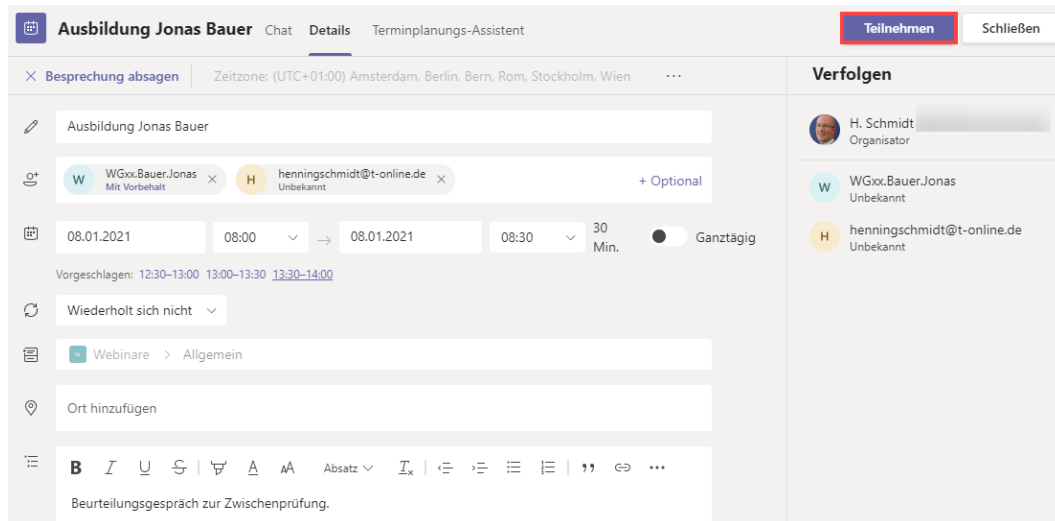 Ausbildung Jonas Bauer Chat Details Terminplanungs-Assistent Teilnehmen Schließen
Besprechung absagen Zeitzone: (UTC+01:00) Amsterdam, Berlin, Bern, Rom, Stockholm, Wien ...
Verfolgen
Ausbildung Jonas Bauer
H. Schmidt
Organisator
W WGxx.Bauer.Jonas
Mit Vorbehalt
H henningschmidt@t-online.de
Unbekannt
+ Optional
W WGxx.Bauer.Jonas
Unbekannt
H henningschmidt@t-online.de
Unbekannt
08.01.2021 08:00 → 08.01.2021 08:30 30 Min. Ganztägig
Vorgeschlagen: 12:30–13:00 13:00–13:30 13:30–14:00
Wiederholt sich nicht
W Webinare > Allgemein
Ort hinzufügen
B I U S A AA Absatz Tx ...
Beurteilungsgespräch zur Zwischenprüfung.